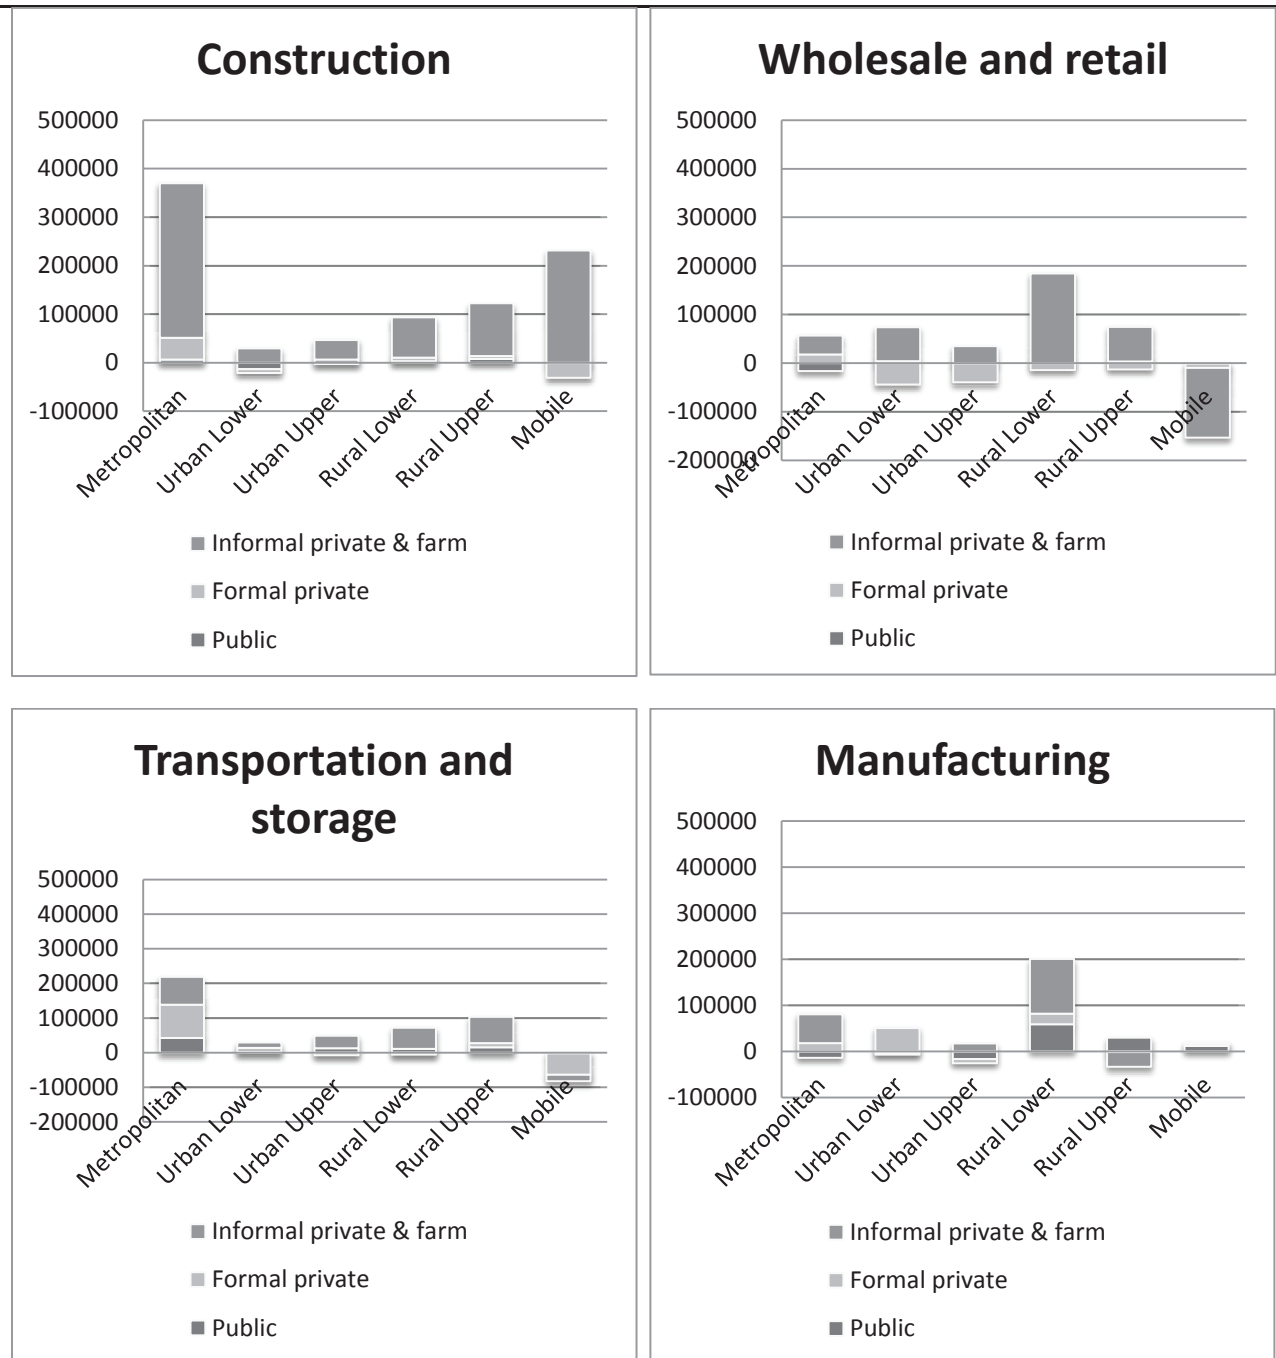 Construction
500000
400000
300000
200000
100000
0
-100000
Metropolitan
Urban Lower
Urban Upper
Rural Lower
Rural Upper
Mobile
Informal private & farm
Formal private
Public
Wholesale and retail
500000
400000
300000
200000
100000
0
-100000
-200000
Metropolitan
Urban Lower
Urban Upper
Rural Lower
Rural Upper
Mobile
Informal private & farm
Formal private
Public
Transportation and
storage
500000
400000
300000
200000
100000
0
-100000
-200000
Metropolitan
Urban Lower
Urban Upper
Rural Lower
Rural Upper
Mobile
Informal private & farm
Formal private
Public
Manufacturing
500000
400000
300000
200000
100000
0
-100000
Metropolitan
Urban Lower
Urban Upper
Rural Lower
Rural Upper
Mobile
Informal private & farm
Formal private
Public